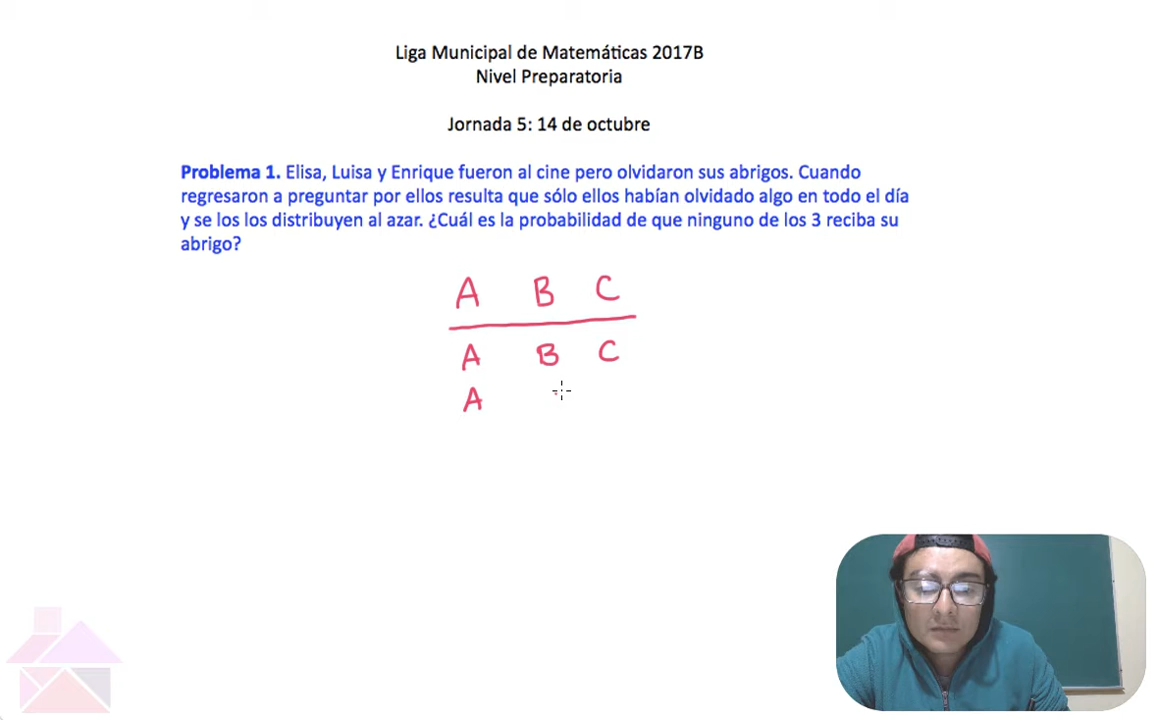 Liga Municipal de Matemáticas 2017B
Nivel Preparatoria
Jornada 5: 14 de octubre
Problema 1. Elisa, Luisa y Enrique fueron al cine pero olvidaron sus abrigos. Cuando
regresaron a preguntar por ellos resulta que sólo ellos habían olvidado algo en todo el día
y se los los distribuyen al azar. ¿Cuál es la probabilidad de que ninguno de los 3 reciba su
abrigo?
A B C
A B C
A